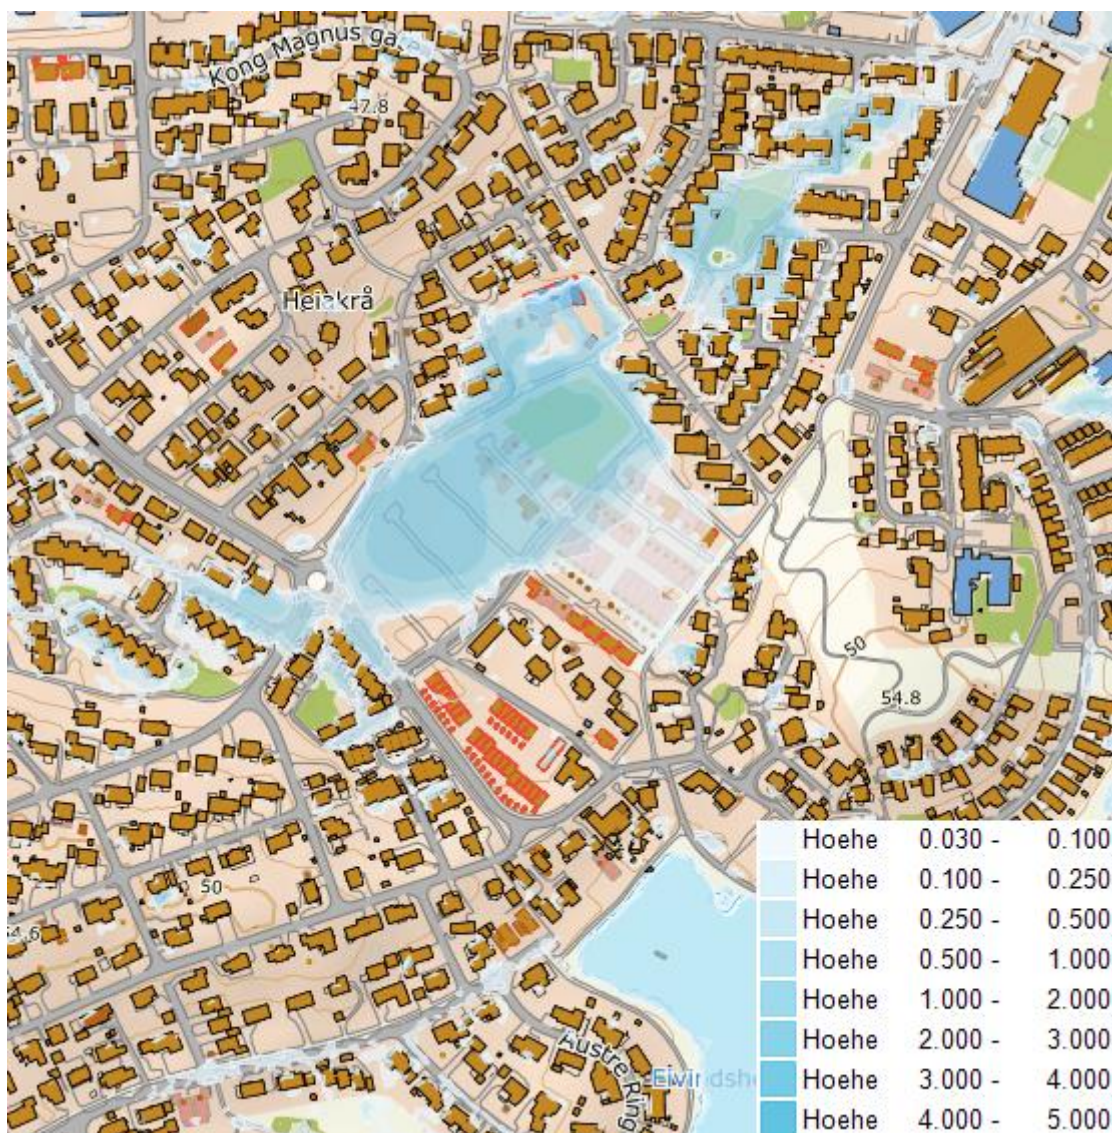 Kong Magnus gate
47.8
Heiakrå
50
54.8
50
Austre Ring
Hoehe 0.030 - 0.100
Hoehe 0.100 - 0.250
Hoehe 0.250 - 0.500
Hoehe 0.500 - 1.000
Hoehe 1.000 - 2.000
Hoehe 2.000 - 3.000
Hoehe 3.000 - 4.000
Hoehe 4.000 - 5.000